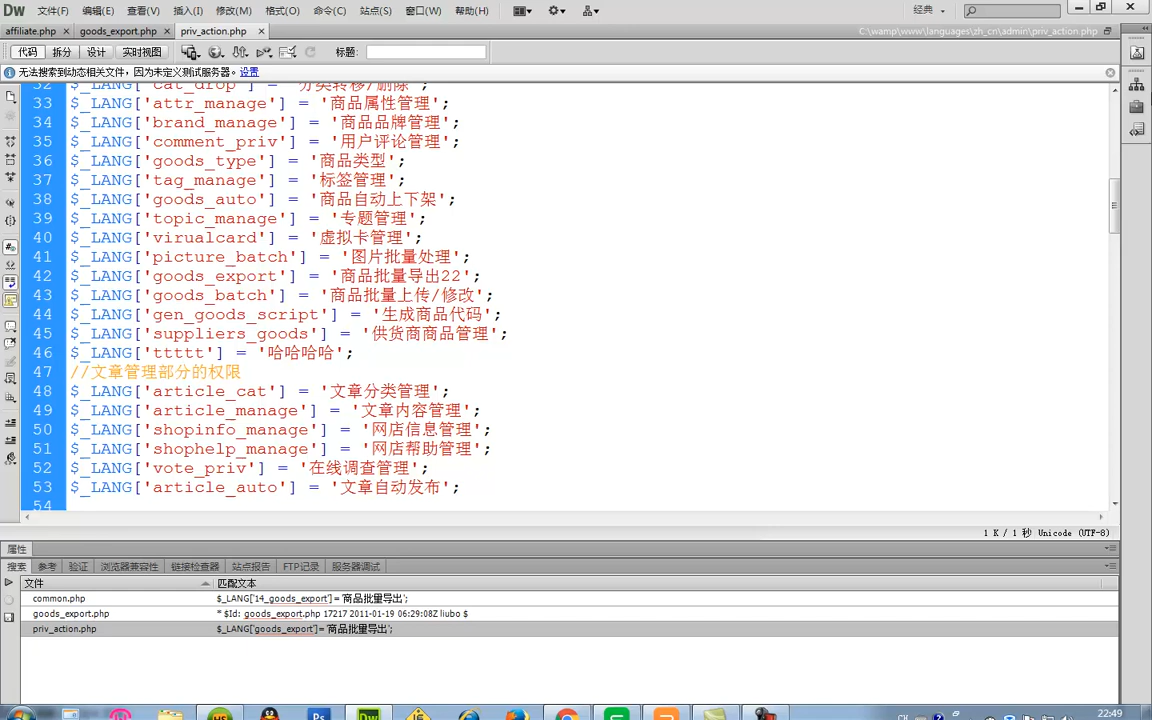 Dw 文件(F) 编辑(E) 查看(V) 插入(I) 修改(M) 格式(O) 命令(C) 站点(S) 窗口(W) 帮助(H) 经典
affiliate.php × goods_export.php × priv_action.php × C:\wamp\www\languages\zh_cn\admin\priv_action.php
代码 拆分 设计 实时视图 标题:
无法搜索到动态相关文件，因为未定义测试服务器。 设置
32 $_LANG['cat_drop'] = '分类转移/删除';
33 $_LANG['attr_manage'] = '商品属性管理';
34 $_LANG['brand_manage'] = '商品品牌管理';
35 $_LANG['comment_priv'] = '用户评论管理';
36 $_LANG['goods_type'] = '商品类型';
37 $_LANG['tag_manage'] = '标签管理';
38 $_LANG['goods_auto'] = '商品自动上下架';
39 $_LANG['topic_manage'] = '专题管理';
40 $_LANG['virualcard'] = '虚拟卡管理';
41 $_LANG['picture_batch'] = '图片批量处理';
42 $_LANG['goods_export'] = '商品批量导出22';
43 $_LANG['goods_batch'] = '商品批量上传/修改';
44 $_LANG['gen_goods_script'] = '生成商品代码';
45 $_LANG['suppliers_goods'] = '供货商商品管理';
46 $_LANG['ttttt'] = '哈哈哈哈';
47 //文章管理部分的权限
48 $_LANG['article_cat'] = '文章分类管理';
49 $_LANG['article_manage'] = '文章内容管理';
50 $_LANG['shopinfo_manage'] = '网店信息管理';
51 $_LANG['shophelp_manage'] = '网店帮助管理';
52 $_LANG['vote_priv'] = '在线调查管理';
53 $_LANG['article_auto'] = '文章自动发布';
54
1 K / 1 秒 Unicode (UTF-8)
属性
搜索 参考 验证 浏览器兼容性 链接检查器 站点报告 FTP记录 服务器调试
文件 匹配文本
common.php $_LANG['14_goods_export']='商品批量导出';
goods_export.php * $Id: goods_export.php 17217 2011-01-19 06:29:08Z liubo $
priv_action.php $_LANG['goods_export']='商品批量导出';
Ps Dw
22:49